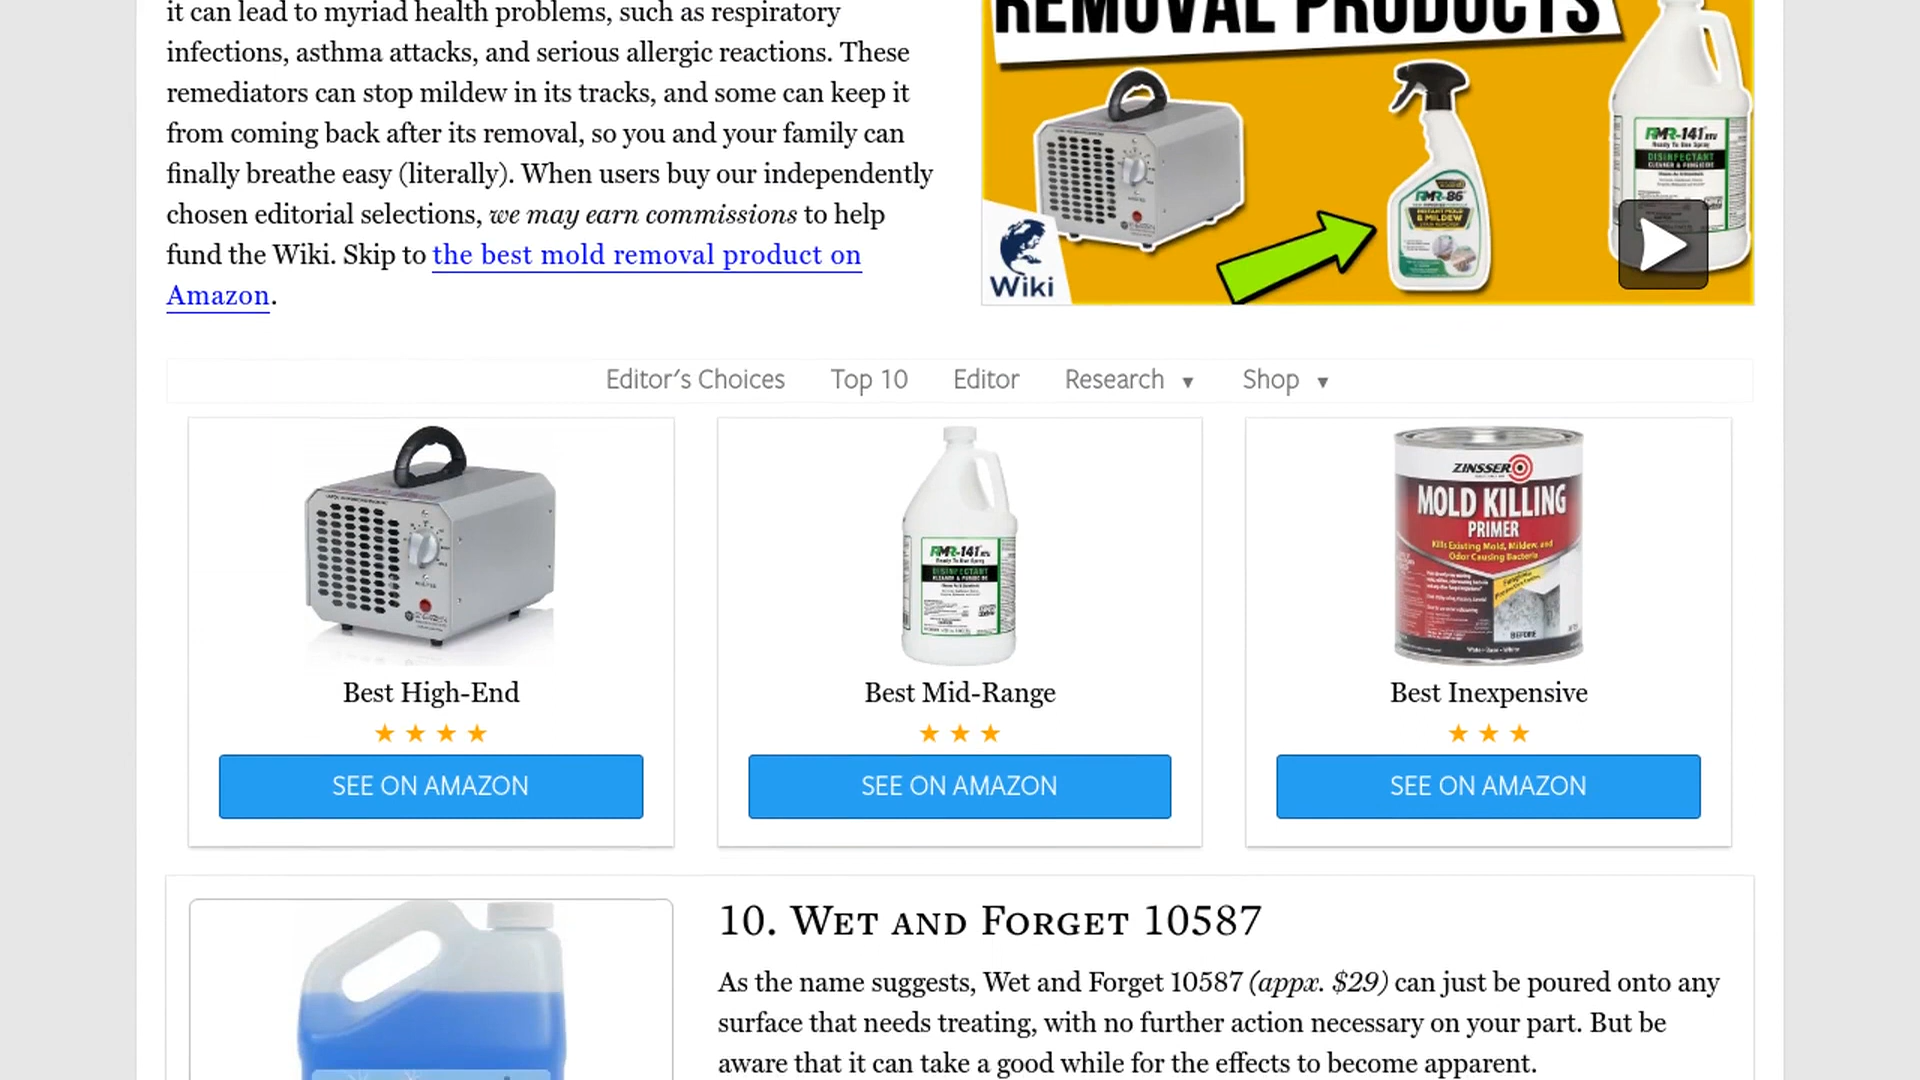 it can lead to myriad health problems, such as respiratory
infections, asthma attacks, and serious allergic reactions. These
remediators can stop mildew in its tracks, and some can keep it
from coming back after its removal, so you and your family can
finally breathe easy (literally). When users buy our independently
chosen editorial selections, we may earn commissions to help
fund the Wiki. Skip to the best mold removal product on
Amazon.
REMOVAL PRODUCTS
RMR-86
INSTANT MOLD
& MILDEW
RMR-141 RTU
Ready To Use Spray
DISINFECTANT
CLEANER & FUNGICIDE
Wiki
Editor's Choices Top 10 Editor Research ▼ Shop ▼
RMR-141 RTU
Ready To Use Spray
DISINFECTANT
CLEANER & FUNGICIDE
ZINSSER
MOLD KILLING
PRIMER
Kills Existing Mold, Mildew, and
Odor Causing Bacteria
BEFORE
Best High-End
Best Mid-Range
Best Inexpensive
SEE ON AMAZON
SEE ON AMAZON
SEE ON AMAZON
10. Wet and Forget 10587
As the name suggests, Wet and Forget 10587 (appx. $29) can just be poured onto any
surface that needs treating, with no further action necessary on your part. But be
aware that it can take a good while for the effects to become apparent.